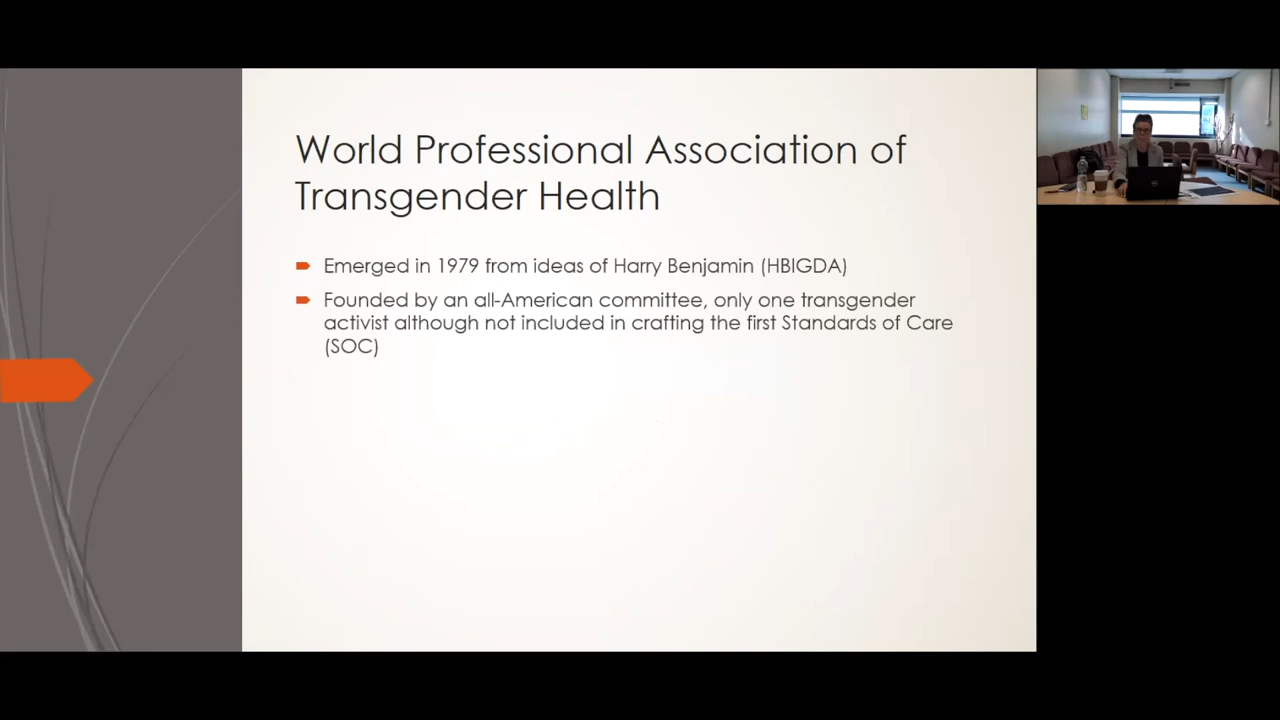 World Professional Association of
Transgender Health
Emerged in 1979 from ideas of Harry Benjamin (HBIGDA)
Founded by an all-American committee, only one transgender
activist although not included in crafting the first Standards of Care
(SOC)